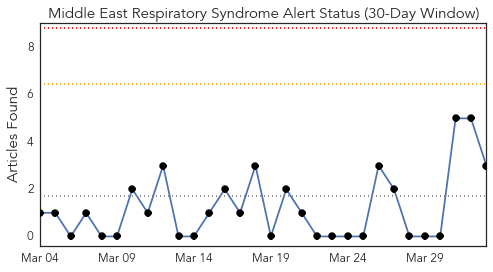 Middle East Respiratory Syndrome Alert Status (30-Day Window)
8
6
4
2
0
Articles Found
Mar 04 Mar 09 Mar 14 Mar 19 Mar 24 Mar 29